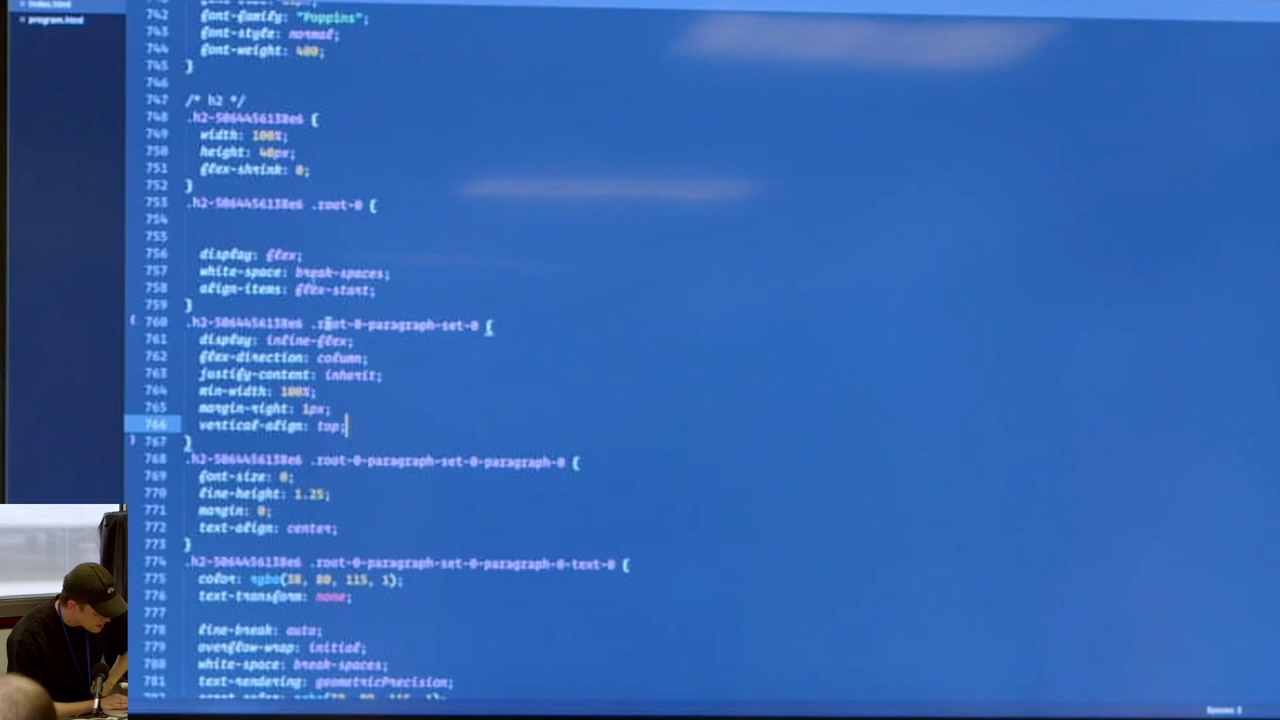 index.html
program.html
742 font-family: "Poppins";
743 font-style: normal;
744 font-weight: 400;
745 }
746
747 /* h2 */
748 .h2-5064456138e6 {
749 width: 100%;
750 height: 40px;
751 flex-shrink: 0;
752 }
753 .h2-5064456138e6 .root-0 {
754
755
756 display: flex;
757 white-space: break-spaces;
758 align-items: flex-start;
759 }
760 .h2-5064456138e6 .root-0-paragraph-set-0 {
761 display: inline-flex;
762 flex-direction: column;
763 justify-content: inherit;
764 min-width: 100%;
765 margin-right: 1px;
766 vertical-align: top;
767 }
768 .h2-5064456138e6 .root-0-paragraph-set-0-paragraph-0 {
769 font-size: 0;
770 line-height: 1.25;
771 margin: 0;
772 text-align: center;
773 }
774 .h2-5064456138e6 .root-0-paragraph-set-0-paragraph-0-text-0 {
775 color: rgba(38, 80, 115, 1);
776 text-transform: none;
777
778 line-break: auto;
779 overflow-wrap: initial;
780 white-space: break-spaces;
781 text-rendering: geometricPrecision;
Spaces: 2